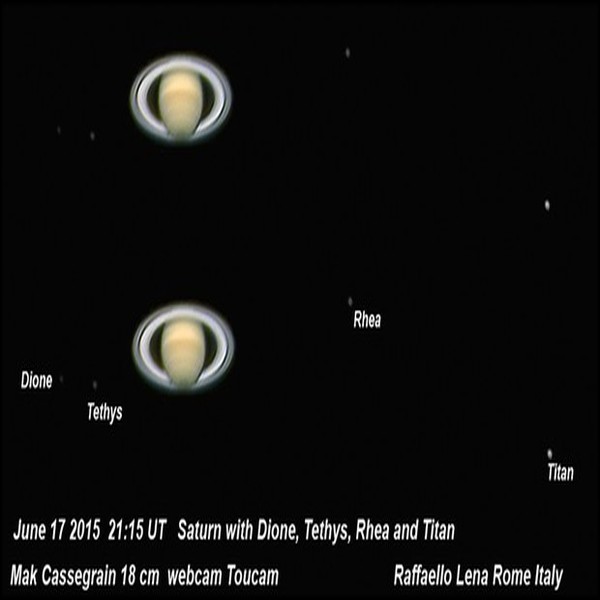 Rhea
Dione
Tethys
Titan
June 17 2015 21:15 UT Saturn with Dione, Tethys, Rhea and Titan
Mak Cassegrain 18 cm webcam Toucam Raffaello Lena Rome Italy